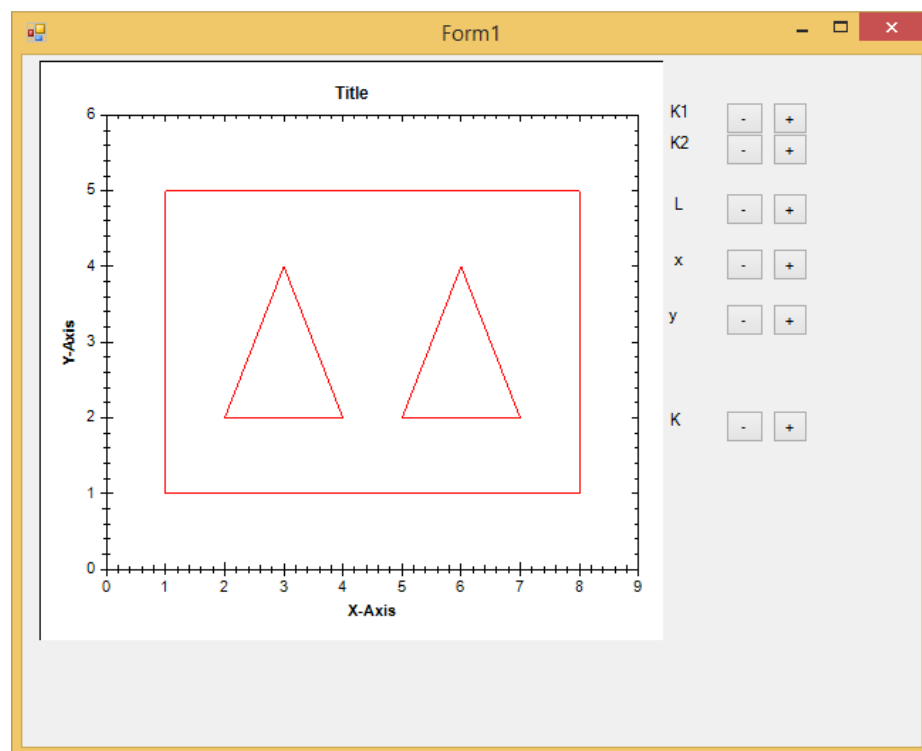 Form1
Title
6
5
4
3
2
1
0
Y-Axis
0 1 2 3 4 5 6 7 8 9
X-Axis
K1 - +
K2 - +
L - +
x - +
y - +
K - +